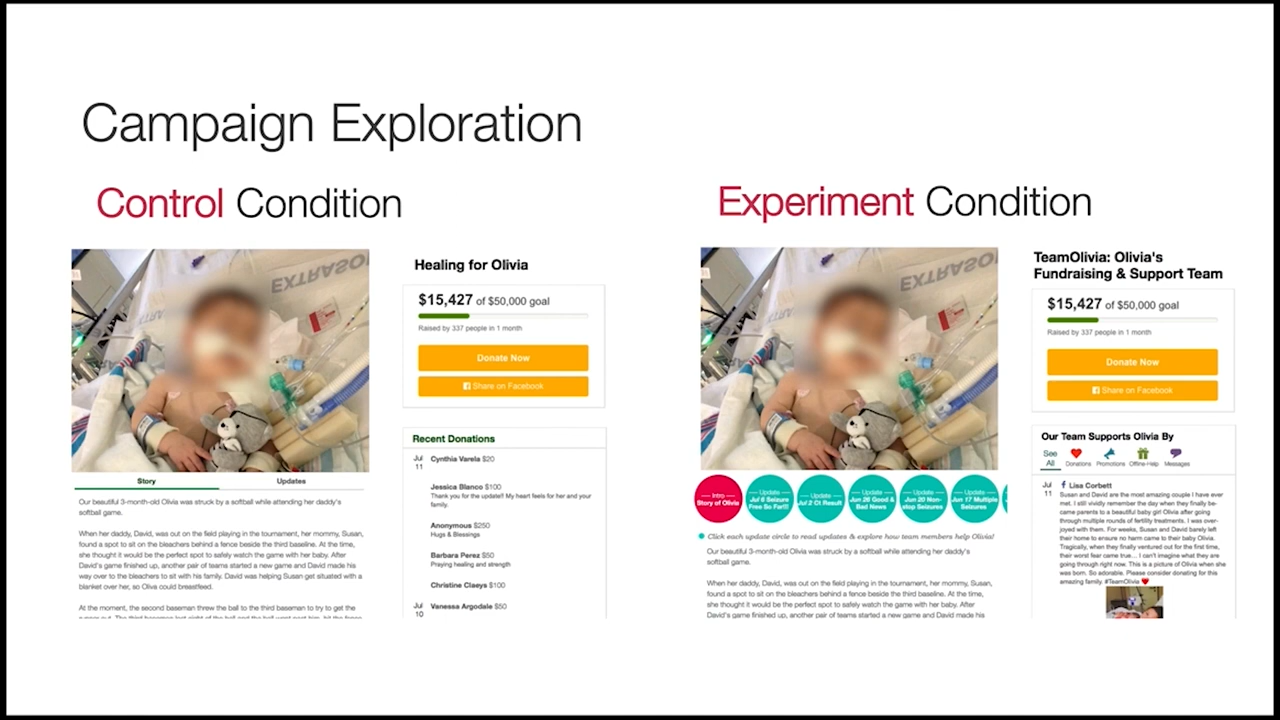 Campaign Exploration
Control Condition
EXTRASO
Healing for Olivia
$15,427 of $50,000 goal
Raised by 337 people in 1 month
Donate Now
Share on Facebook
Recent Donations
Jul 11
Cynthia Varela $20
Jessica Blanco $100
Thank you for the update!! My heart feels for you and your
family.
Anonymous $250
Hugs & Blessings
Barbara Perez $50
Praying healing and strength
Christine Claeys $100
Jul 10
Vanessa Argodale $50
Story
Updates
Our beautiful 3-month-old Olivia was struck by a softball while attending her daddy's
softball game.
When her daddy, David, was out on the field playing in the tournament, her mommy, Susan,
found a spot to sit on the bleachers behind a fence beside the third baseline. At the time,
she thought it would be the perfect spot to safely watch the game with her baby. After
David's game finished up, another pair of teams started a new game and David made his
way over to the bleachers to sit with his family. David was helping Susan get situated with a
blanket over her, so Oliva could breastfeed.
At the moment, the second baseman threw the ball to the third baseman to try to get the
Experiment Condition
EXTRASO
TeamOlivia: Olivia's
Fundraising & Support Team
$15,427 of $50,000 goal
Raised by 337 people in 1 month
Donate Now
Share on Facebook
Our Team Supports Olivia By
See All
Donations
Promotions
Offline-Help
Messages
Jul 11
Lisa Corbett
Susan and David are the most amazing couple I have ever
met. I still vividly remember the day when they finally be-
came parents to a beautiful baby girl Olivia after going
through multiple rounds of fertility treatments. I was over-
joyed with them. For weeks, Susan and David barely left
their home to ensure no harm came to their baby Olivia.
Tragically, when they finally ventured out for the first time,
their worst fear came true... I can't imagine what they are
going through right now. This is a picture of Olivia when she
was born. So adorable. Please consider donating for this
amazing family. #TeamOlivia
Intro
Story of Olivia
Update
Jul 6 Seizure
Free So Far!!
Update
Jul 2 Ct Result
Update
Jun 26 Good &
Bad News
Update
Jun 20 Non-
stop Seizures
Update
Jun 17 Multiple
Seizures
Click each update circle to read updates & explore how team members help Olivia!
Our beautiful 3-month-old Olivia was struck by a softball while attending her daddy's
softball game.
When her daddy, David, was out on the field playing in the tournament, her mommy, Susan,
found a spot to sit on the bleachers behind a fence beside the third baseline. At the time,
she thought it would be the perfect spot to safely watch the game with her baby. After
David's game finished up, another pair of teams started a new game and David made his